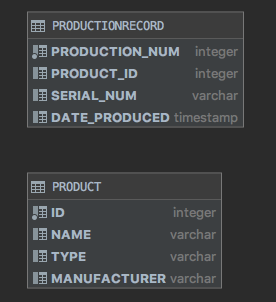 PRODUCTIONRECORD
PRODUCTION_NUM integer
PRODUCT_ID integer
SERIAL_NUM varchar
DATE_PRODUCED timestamp
PRODUCT
ID integer
NAME varchar
TYPE varchar
MANUFACTURER varchar